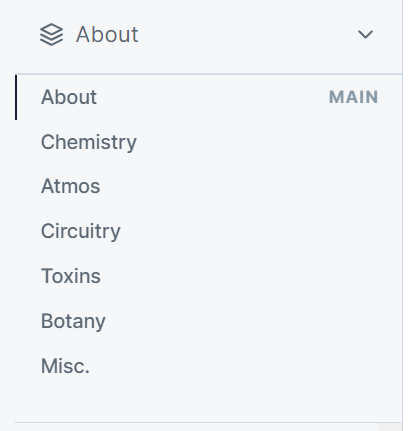 About
About MAIN
Chemistry
Atmos
Circuitry
Toxins
Botany
Misc.